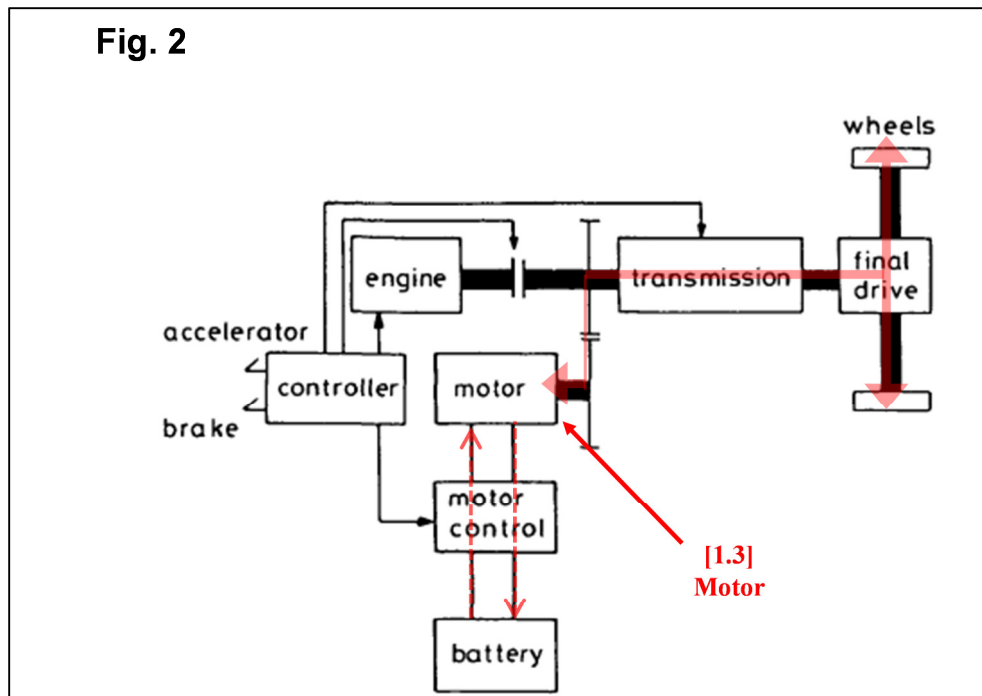 Fig. 2
wheels
engine
transmission
final
drive
accelerator
controller
motor
brake
motor
control
[1.3]
Motor
battery